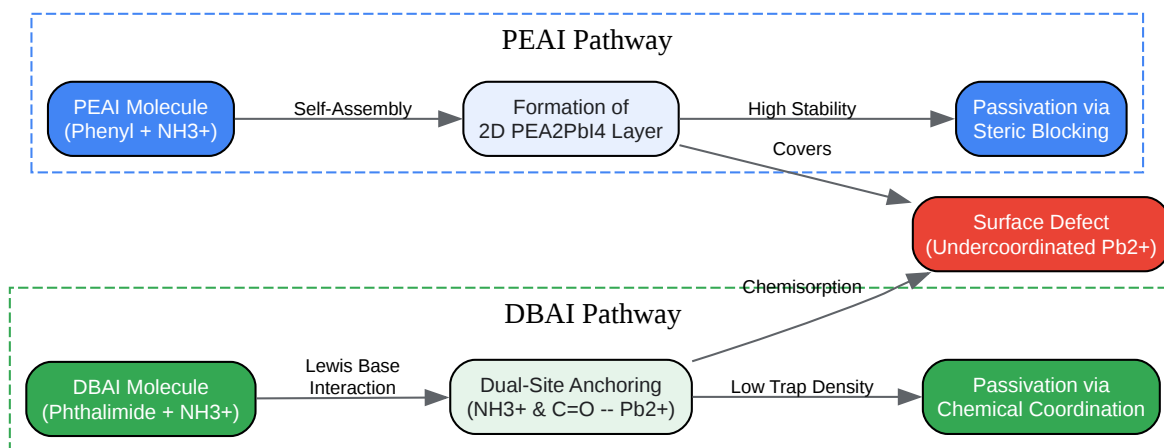 PEAI Pathway
PEAI Molecule
(Phenyl + NH3+)
Self-Assembly
Formation of
2D PEA2PbI4 Layer
High Stability
Passivation via
Steric Blocking
Covers
Surface Defect
(Undercoordinated Pb2+)
Chemisorption
DBAI Pathway
DBAI Molecule
(Phthalimide + NH3+)
Lewis Base
Interaction
Dual-Site Anchoring
(NH3+ & C=O -- Pb2+)
Low Trap Density
Passivation via
Chemical Coordination